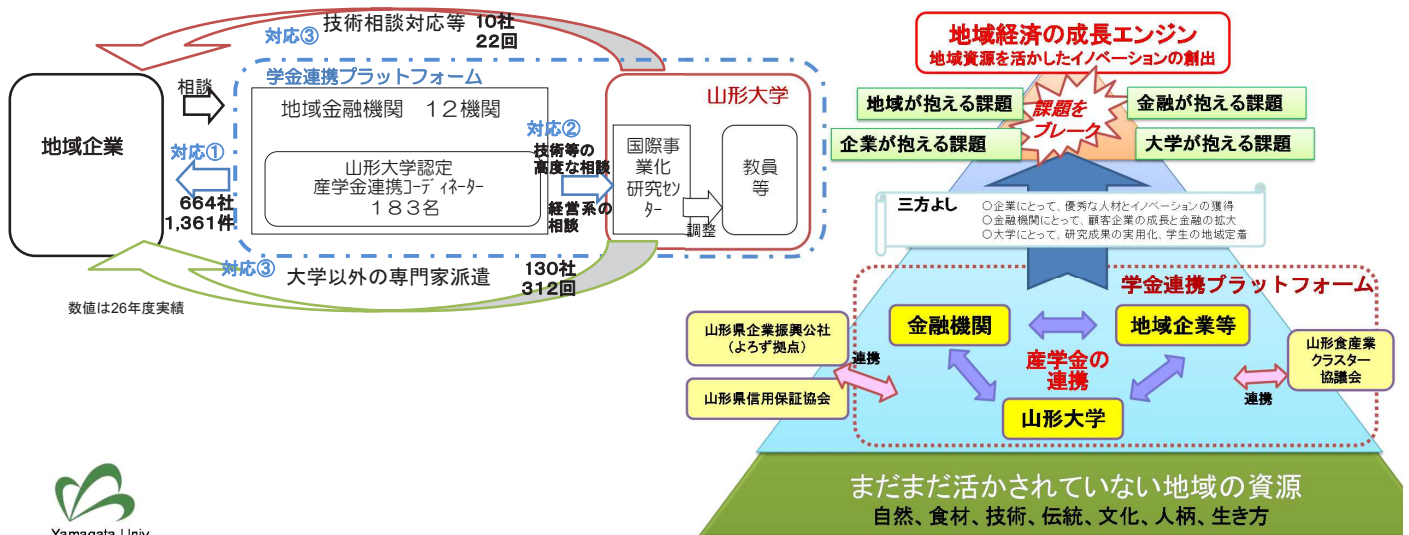 技術相談対応等
10社
22回
対応③
学金連携プラットフォーム
相談
地域企業
対応①
664社
1,361件
地域金融機関 12機関
山形大学認定
産学金連携コーディネーター
183名
対応②
技術等の
高度な相談
経営系の
相談
山形大学
国際事
業化
研究セン
ター
調整
教員
等
対応③
大学以外の専門家派遣
130社
312回
数値は26年度実績
Yamagata Univ
地域経済の成長エンジン
地域資源を活かしたイノベーションの創出
地域が抱える課題
課題を
ブレーク
金融が抱える課題
企業が抱える課題
大学が抱える課題
三方よし
○企業にとって、優秀な人材とイノベーションの獲得
○金融機関にとって、顧客企業の成長と金融の拡大
○大学にとって、研究成果の実用化、学生の地域定着
学金連携プラットフォーム
金融機関
地域企業等
産学金の
連携
山形大学
山形県企業振興公社
(よろず拠点)
連携
山形県信用保証協会
山形食産業
クラスター
協議会
連携
まだまだ活かされていない地域の資源
自然、食材、技術、伝統、文化、人柄、生き方